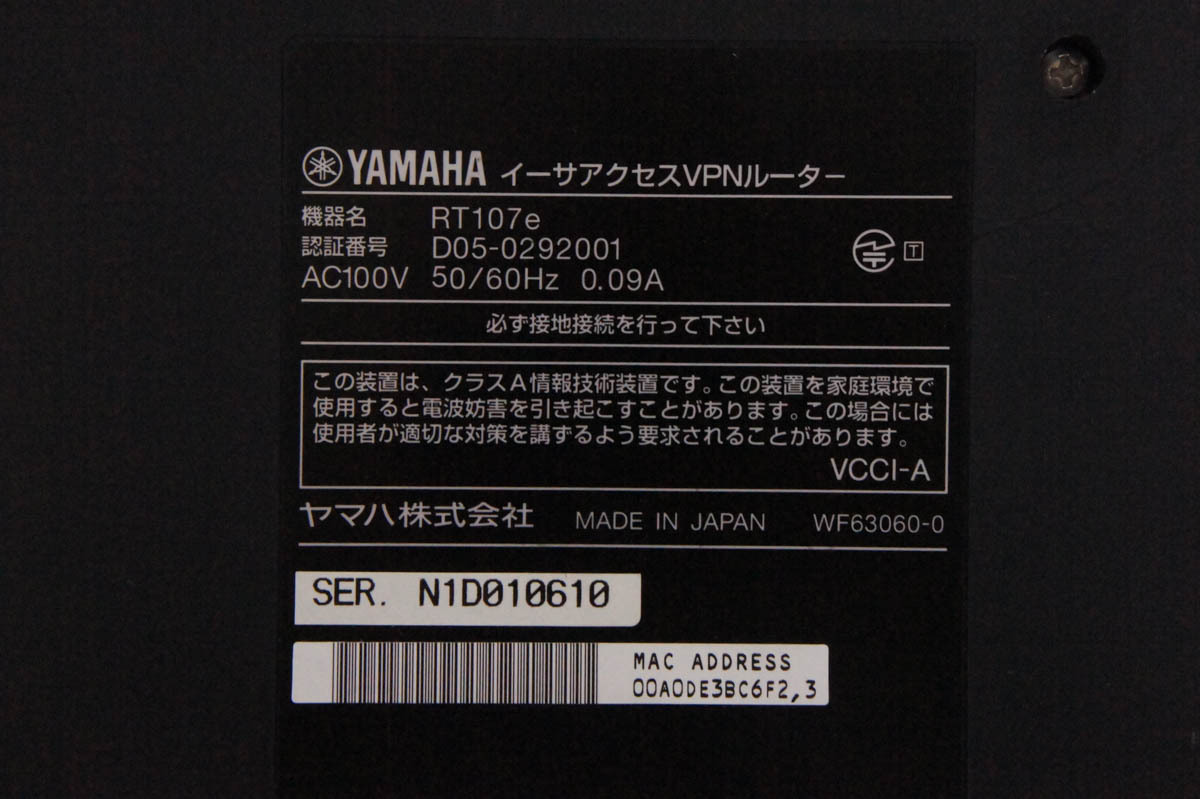 YAMAHA イーサアクセスVPNルーター
機器名 RT107e
認証番号 D05-0292001
T
AC100V 50/60Hz 0.09A
必ず接地接続を行って下さい
この装置は、クラスA情報技術装置です。この装置を家庭環境で
使用すると電波妨害を引き起こすことがあります。この場合には
使用者が適切な対策を講ずるよう要求されることがあります。
VCCI-A
ヤマハ株式会社 MADE IN JAPAN WF63060-0
SER. N1D010610
MAC ADDRESS
00A0DE3BC6F2,3